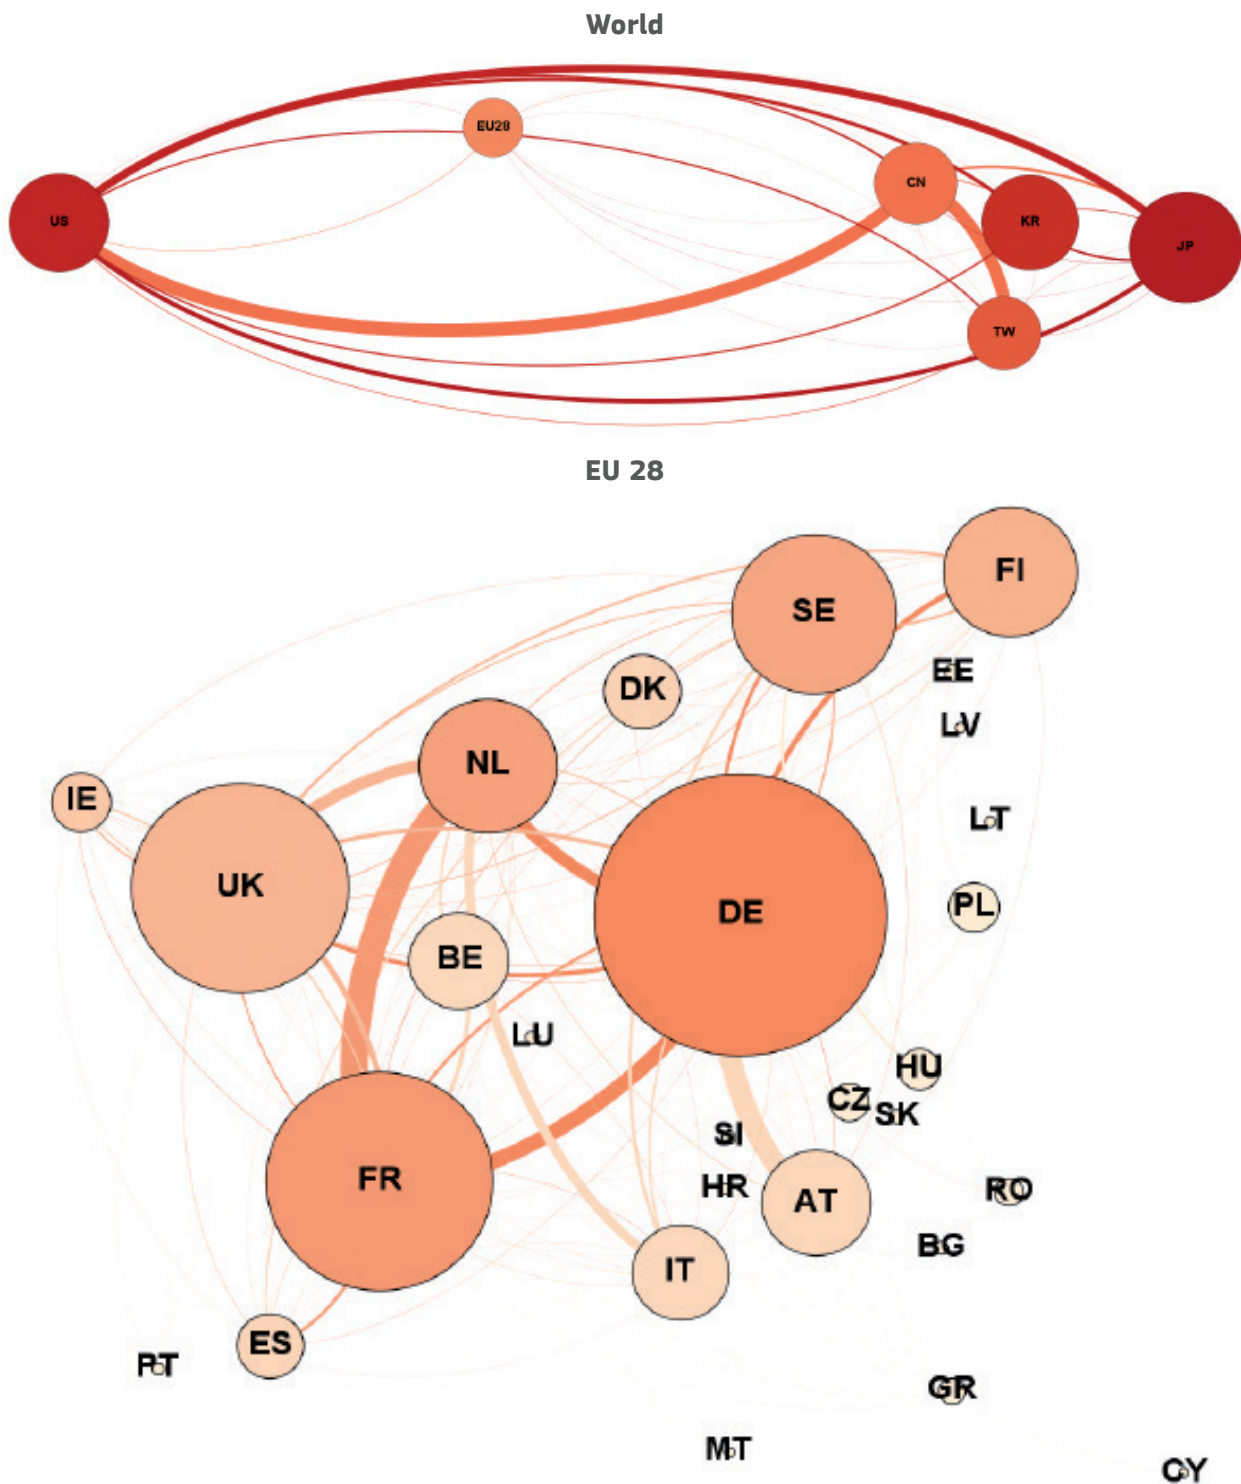 World
EU28
CN
US
KR
JP
TW
EU 28
FI
SE
EE
DK
LV
NL
IE
LT
UK
PL
DE
BE
LU
HU
CZ
SK
SI
FR
HR
AT
RO
BG
IT
ES
PT
GR
MT
CY